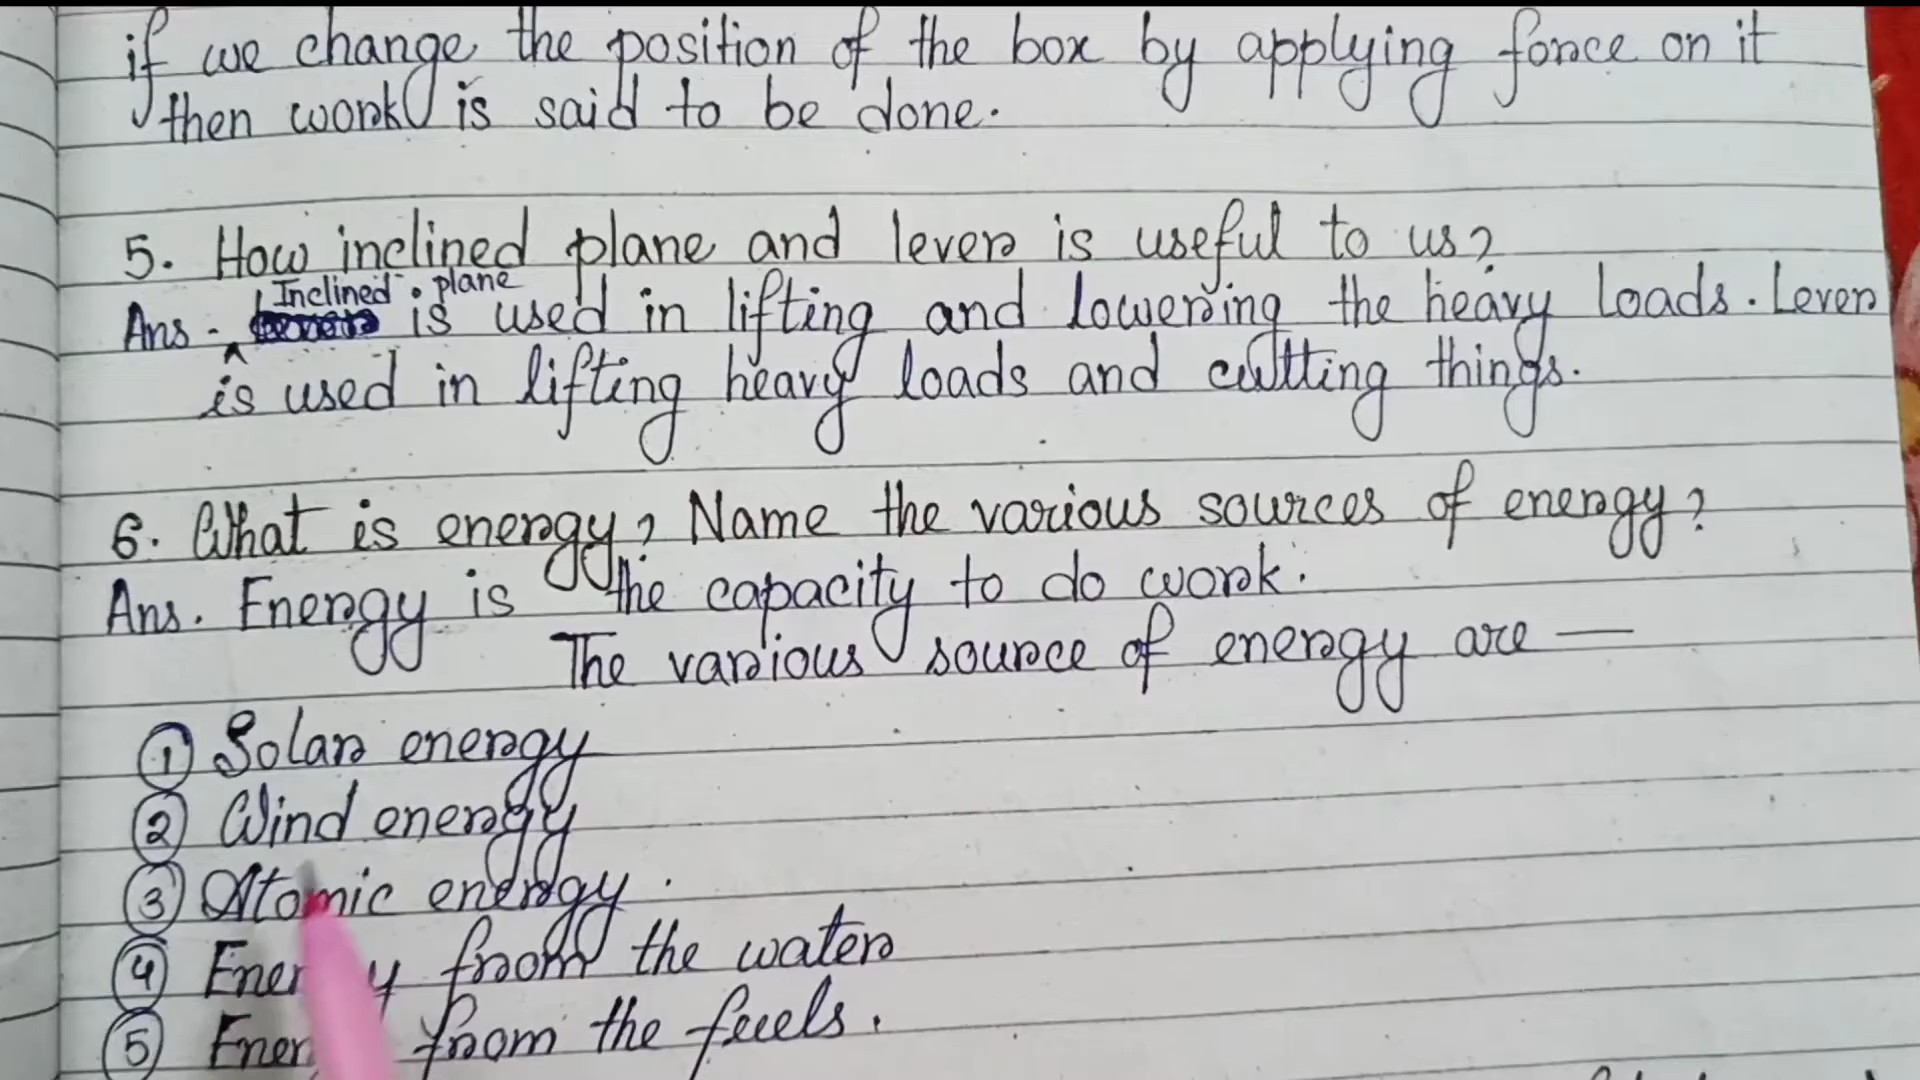 if we change the position of the box by applying force on it
then work is said to be done.
5. How inclined plane and lever is useful to us?
Inclined plane
Ans. is used in lifting and lowering the heavy loads. Lever
is used in lifting heavy loads and cutting things.
6. What is energy? Name the various sources of energy?
Ans. Energy is the capacity to do work.
The various source of energy are —
① Solar energy
② Wind energy
③ Atomic energy.
④ Energy from the water
⑤ Energy from the fuels.